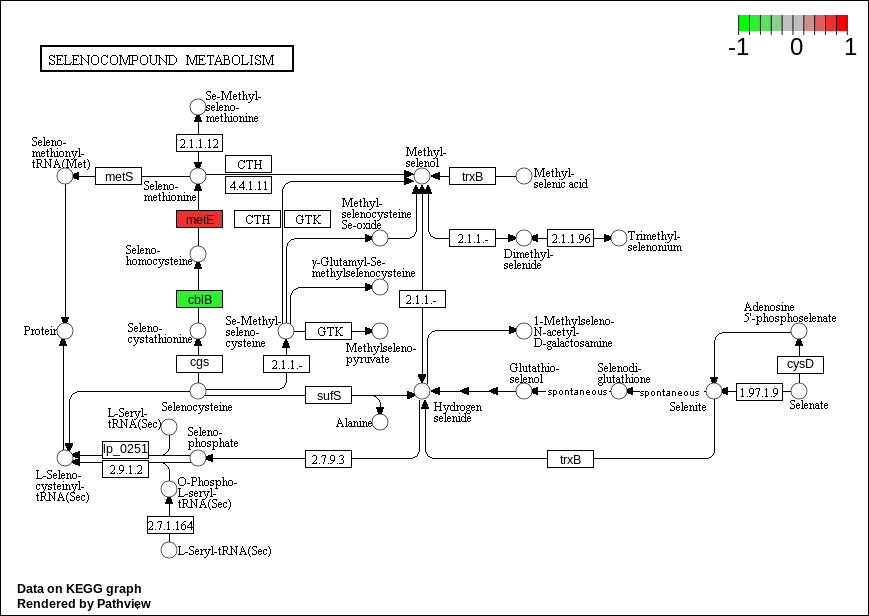 -1 0 1
SELENOCOMPOUND METABOLISM
Se-Methyl-
seleno-
methionine
2.1.1.12
Seleno-
methionyl-
tRNA(Met)
metS
Seleno-
methionine
CTH
4.4.1.11
Methyl-
selenol
trxB
Methyl-
selenic acid
metE
CTH
GTK
Methyl-
selenocysteine
Se-oxide
2.1.1.-
2.1.1.96
Trimethyl-
selenonium
Dimethyl-
selenide
Seleno-
homocysteine
γ-Glutamyl-Se-
methylselenocysteine
cblB
2.1.1.-
Protein
Seleno-
cystathionine
Se-Methyl-
seleno-
cysteine
GTK
Methylseleno-
pyruvate
1-Methylseleno-
N-acetyl-
D-galactosamine
Adenosine
5'-phosphoselenate
cgs
2.1.1.-
Glutathio-
selenol
Selenodi-
glutathione
cysD
spontaneous
spontaneous
1.97.1.9
Selenocysteine
sufS
Alanine
Hydrogen
selenide
Selenite
Selenate
L-Seryl-
tRNA(Sec)
Seleno-
phosphate
lp_0251
2.9.1.2
2.7.9.3
trxB
L-Seleno-
cysteinyl-
tRNA(Sec)
O-Phospho-
L-seryl-
tRNA(Sec)
2.7.1.164
L-Seryl-tRNA(Sec)
Data on KEGG graph
Rendered by Pathview